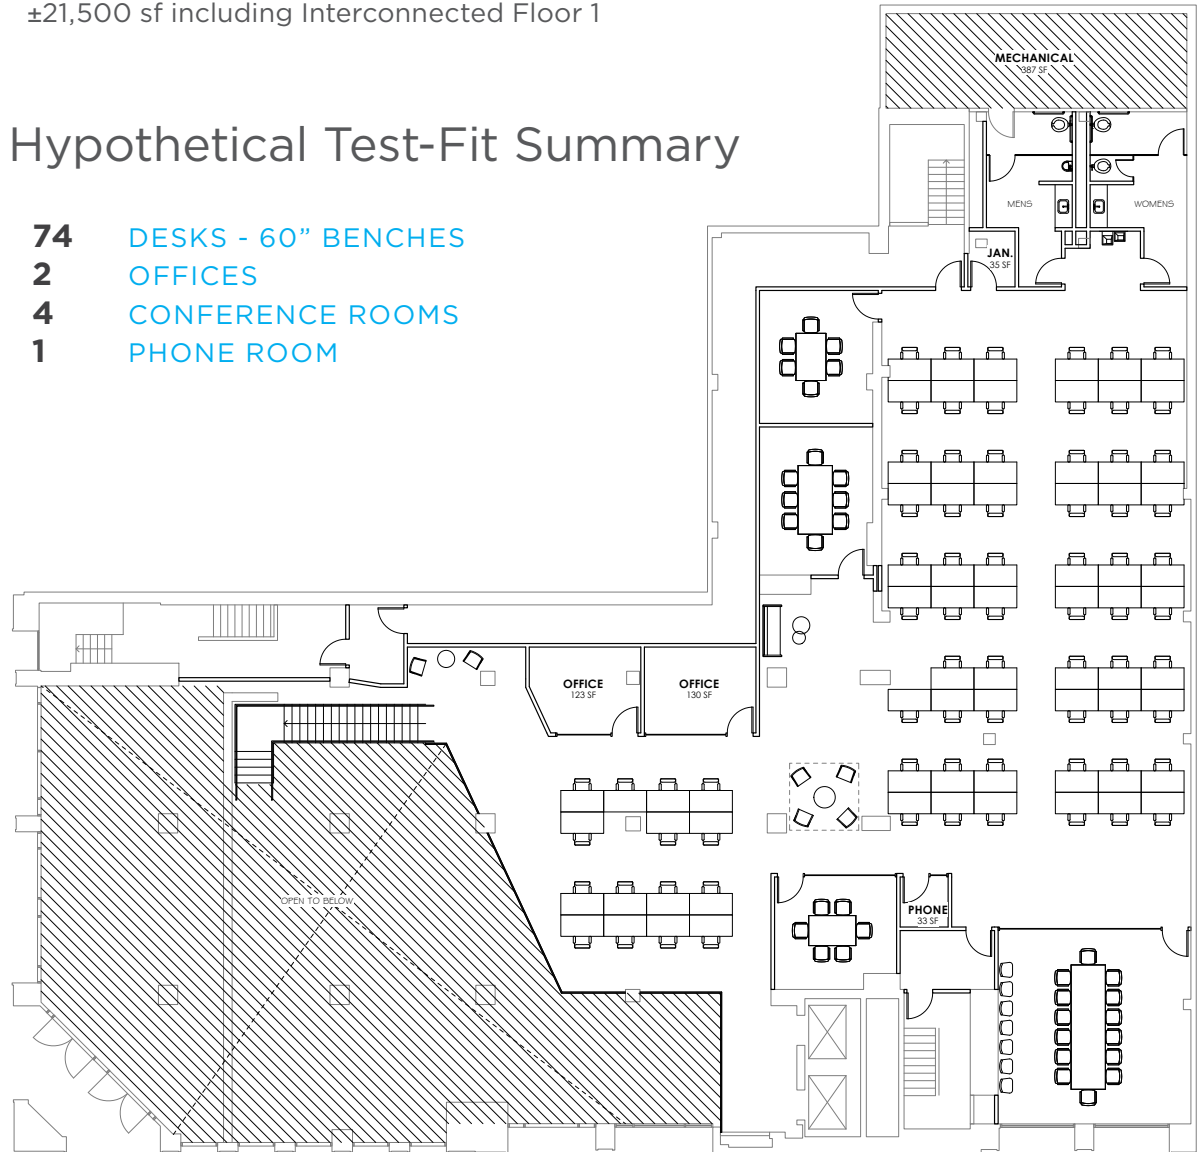 ±21,500 sf including Interconnected Floor 1
Hypothetical Test-Fit Summary
74 DESKS - 60” BENCHES
2 OFFICES
4 CONFERENCE ROOMS
1 PHONE ROOM
MECHANICAL
387 SF
MENS
WOMENS
JAN.
35 SF
OFFICE
123 SF
OFFICE
130 SF
OPEN TO BELOW
PHONE
33 SF